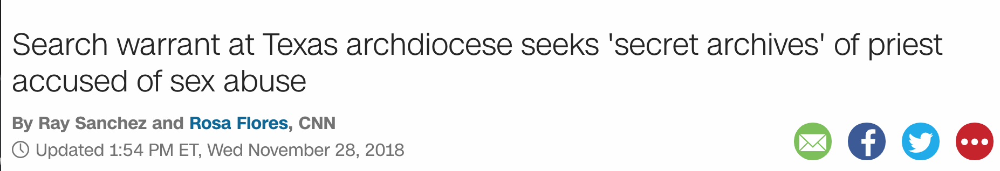 Search warrant at Texas archdiocese seeks 'secret archives' of priest
accused of sex abuse
By Ray Sanchez and Rosa Flores, CNN
Updated 1:54 PM ET, Wed November 28, 2018